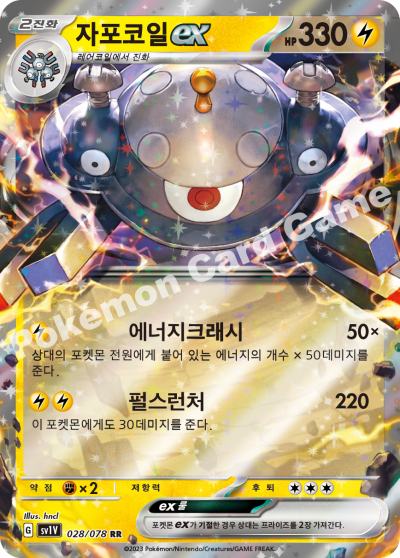 2진화
자포코일 ex
HP 330
레어코일에서 진화
Pokémon Card Game
에너지크래시 50×
상대의 포켓몬 전원에게 붙어 있는 에너지의 개수 × 50데미지를
준다.
펄스런처 220
이 포켓몬에게도 30데미지를 준다.
약점 ×2 저항력 후퇴
ex 룰
포켓몬 ex가 기절한 경우 상대는 프라이즈를 2장 가져간다.
Illus. hncl
G sv1V 028/078 RR
©2023 Pokémon/Nintendo/Creatures/GAME FREAK.